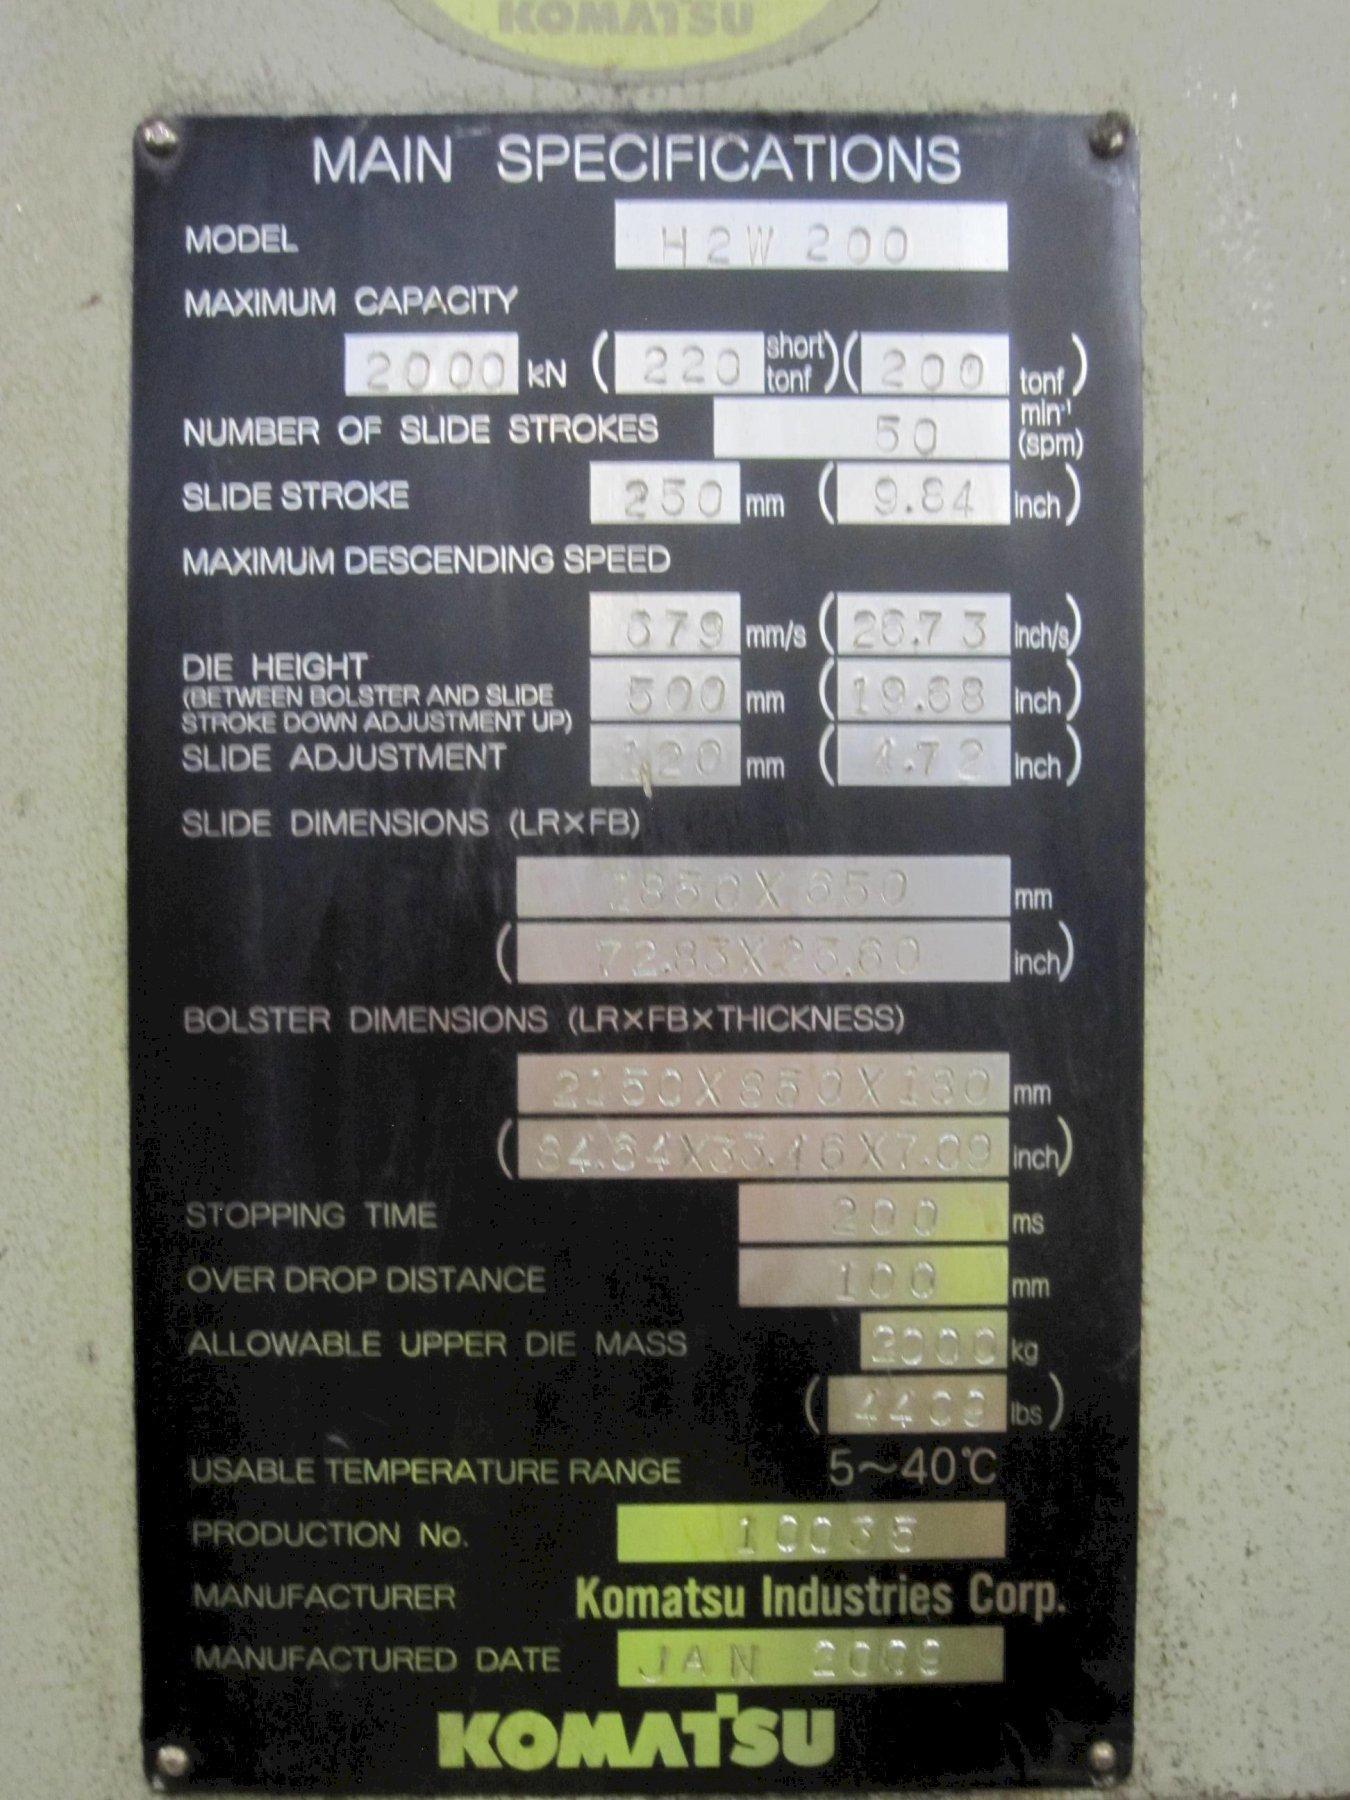 KOMATSU
MAIN SPECIFICATIONS
MODEL H2W 200
MAXIMUM CAPACITY
2000 kN (220 short tonf)(200 tonf)
NUMBER OF SLIDE STROKES 50 min⁻¹ (spm)
SLIDE STROKE 250 mm (9.84 inch)
MAXIMUM DESCENDING SPEED
679 mm/s (26.73 inch/s)
DIE HEIGHT
(BETWEEN BOLSTER AND SLIDE
STROKE DOWN ADJUSTMENT UP) 500 mm (19.68 inch)
SLIDE ADJUSTMENT 120 mm (4.72 inch)
SLIDE DIMENSIONS (LR×FB)
1850X650 mm
(72.83X25.60 inch)
BOLSTER DIMENSIONS (LR×FB×THICKNESS)
2150X850X180 mm
(84.64X33.46X7.09 inch)
STOPPING TIME 200 ms
OVER DROP DISTANCE 100 mm
ALLOWABLE UPPER DIE MASS 2000 kg
(4409 lbs)
USABLE TEMPERATURE RANGE 5～40℃
PRODUCTION No. 10035
MANUFACTURER Komatsu Industries Corp.
MANUFACTURED DATE JAN 2009
KOMATSU